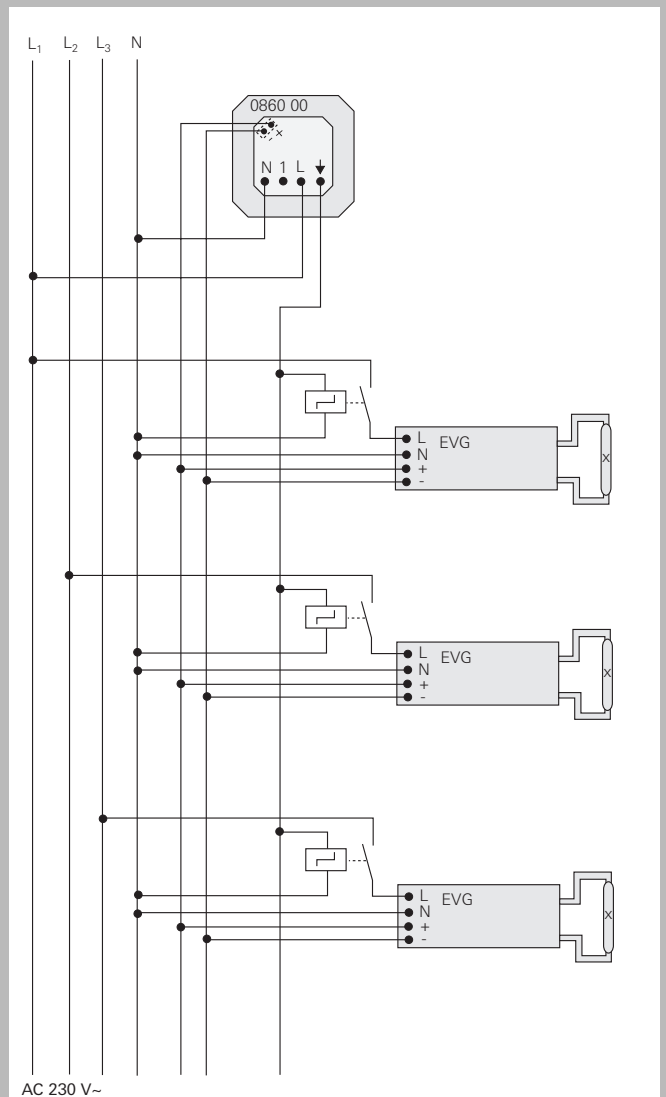 L1 L2 L3 N
0860 00
x
N 1 L
L EVG
N
+
-
x
L EVG
N
+
-
x
L EVG
N
+
-
x
AC 230 V~